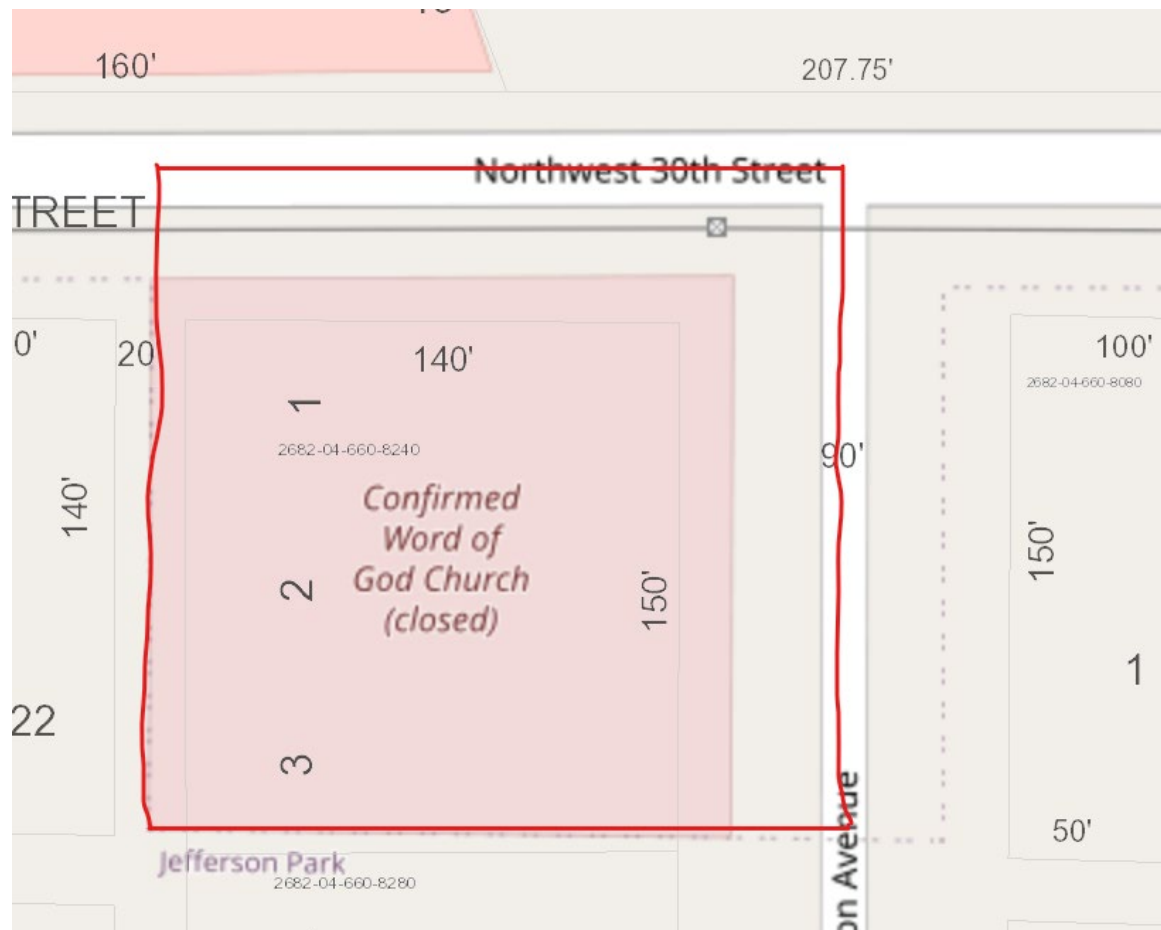 160'
207.75'
Northwest 30th Street
TREET
0'
20
140'
100'
2682-04-660-8080
1
2682-04-660-8240
90'
140'
Confirmed
Word of
God Church
(closed)
2
150'
150'
1
22
3
50'
Jefferson Park
2682-04-660-8280
on Avenue